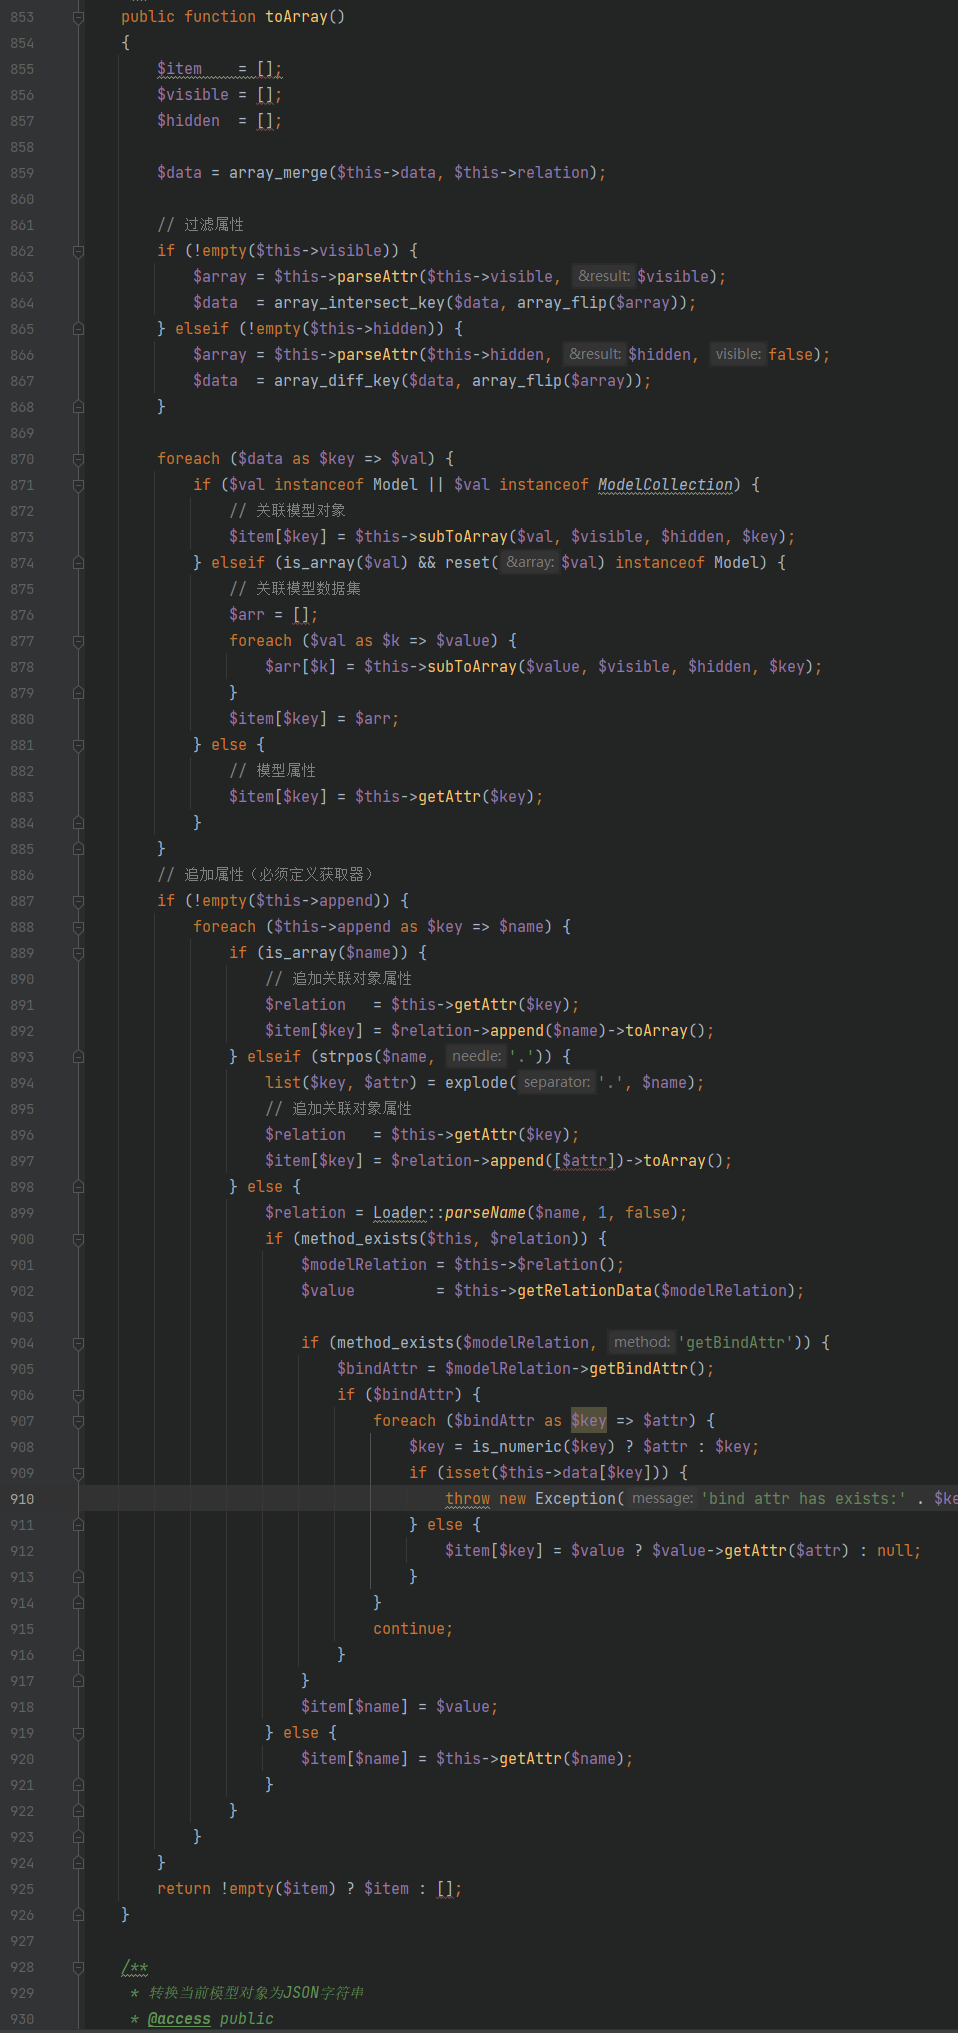 853 public function toArray()
854 {
855 $item    = [];
856 $visible = [];
857 $hidden  = [];
858
859 $data = array_merge($this->data, $this->relation);
860
861 // 过滤属性
862 if (!empty($this->visible)) {
863 $array = $this->parseAttr($this->visible, &result: $visible);
864 $data  = array_intersect_key($data, array_flip($array));
865 } elseif (!empty($this->hidden)) {
866 $array = $this->parseAttr($this->hidden, &result: $hidden, visible: false);
867 $data  = array_diff_key($data, array_flip($array));
868 }
869
870 foreach ($data as $key => $val) {
871 if ($val instanceof Model || $val instanceof ModelCollection) {
872 // 关联模型对象
873 $item[$key] = $this->subToArray($val, $visible, $hidden, $key);
874 } elseif (is_array($val) && reset( &array: $val) instanceof Model) {
875 // 关联模型数据集
876 $arr = [];
877 foreach ($val as $k => $value) {
878 $arr[$k] = $this->subToArray($value, $visible, $hidden, $key);
879 }
880 $item[$key] = $arr;
881 } else {
882 // 模型属性
883 $item[$key] = $this->getAttr($key);
884 }
885 }
886 // 追加属性（必须定义获取器）
887 if (!empty($this->append)) {
888 foreach ($this->append as $key => $name) {
889 if (is_array($name)) {
890 // 追加关联对象属性
891 $relation   = $this->getAttr($key);
892 $item[$key] = $relation->append($name)->toArray();
893 } elseif (strpos($name, needle: '.')) {
894 list($key, $attr) = explode( separator: '.', $name);
895 // 追加关联对象属性
896 $relation   = $this->getAttr($key);
897 $item[$key] = $relation->append([$attr])->toArray();
898 } else {
899 $relation = Loader::parseName($name, 1, false);
900 if (method_exists($this, $relation)) {
901 $modelRelation = $this->$relation();
902 $value         = $this->getRelationData($modelRelation);
903
904 if (method_exists($modelRelation, method: 'getBindAttr')) {
905 $bindAttr = $modelRelation->getBindAttr();
906 if ($bindAttr) {
907 foreach ($bindAttr as $key => $attr) {
908 $key = is_numeric($key) ? $attr : $key;
909 if (isset($this->data[$key])) {
910 throw new Exception( message: 'bind attr has exists:' . $ke
911 } else {
912 $item[$key] = $value ? $value->getAttr($attr) : null;
913 }
914 }
915 continue;
916 }
917 }
918 $item[$name] = $value;
919 } else {
920 $item[$name] = $this->getAttr($name);
921 }
922 }
923 }
924 }
925 return !empty($item) ? $item : [];
926 }
927
928 /**
929 * 转换当前模型对象为JSON字符串
930 * @access public